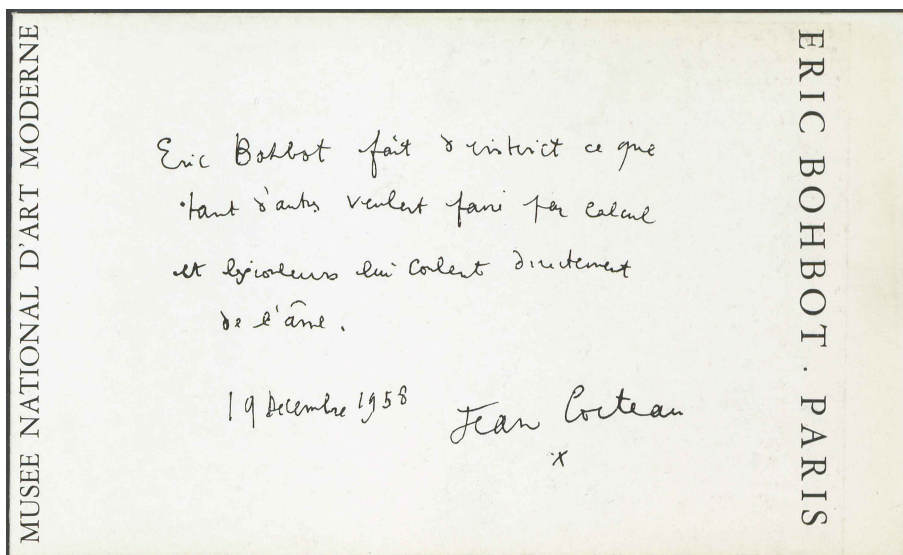 MUSEE NATIONAL D'ART MODERNE
Eric Bohbot fait d'instinct ce que
tant d'autres veulent faire par calcul
et les couleurs lui coulent directement
de l'âme.
19 Decembre 1958
Jean Cocteau
ERIC BOHBOT. PARIS